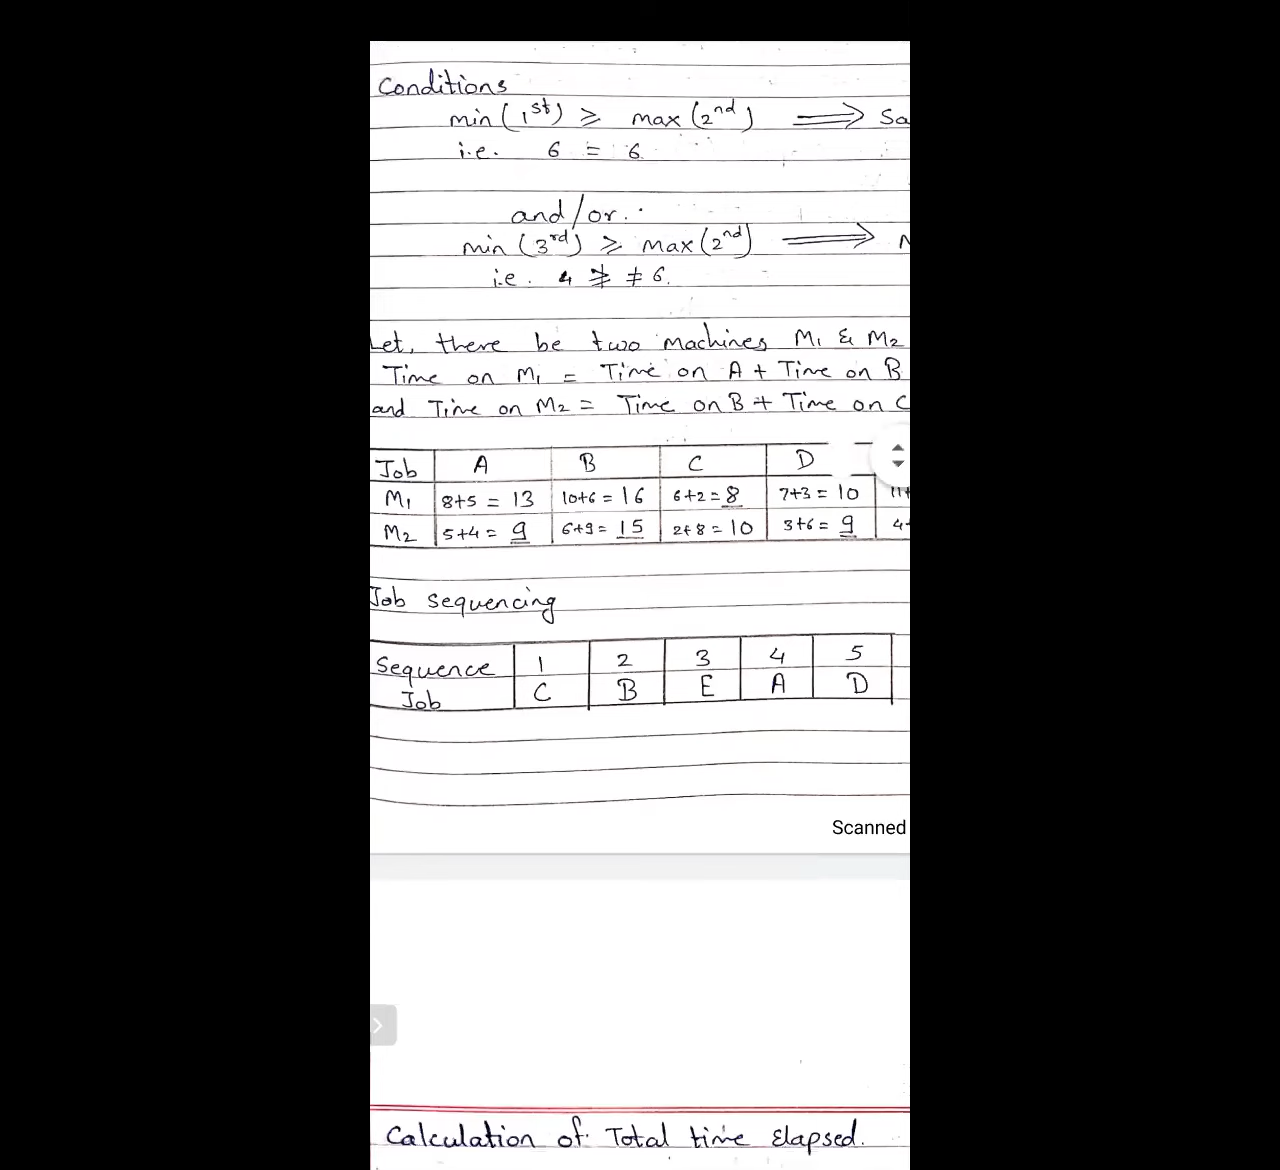 Conditions
min (1st) ≥ max (2nd) ⟹ Sa
i.e. 6 = 6
and/or.
min (3rd) ≥ max (2nd) ⟹ N
i.e. 4 ≱ ≠ 6.
Let, there be two machines M1 & M2
Time on M1 = Time on A + Time on B
and Time on M2 = Time on B + Time on C
Job A B C D
M1 8+5 = 13 10+6 = 16 6+2 = 8 7+3 = 10 11+
M2 5+4 = 9 6+9 = 15 2+8 = 10 3+6 = 9 4+
Job sequencing
Sequence 1 2 3 4 5
Job C B E A D
Scanned
Calculation of Total time Elapsed.